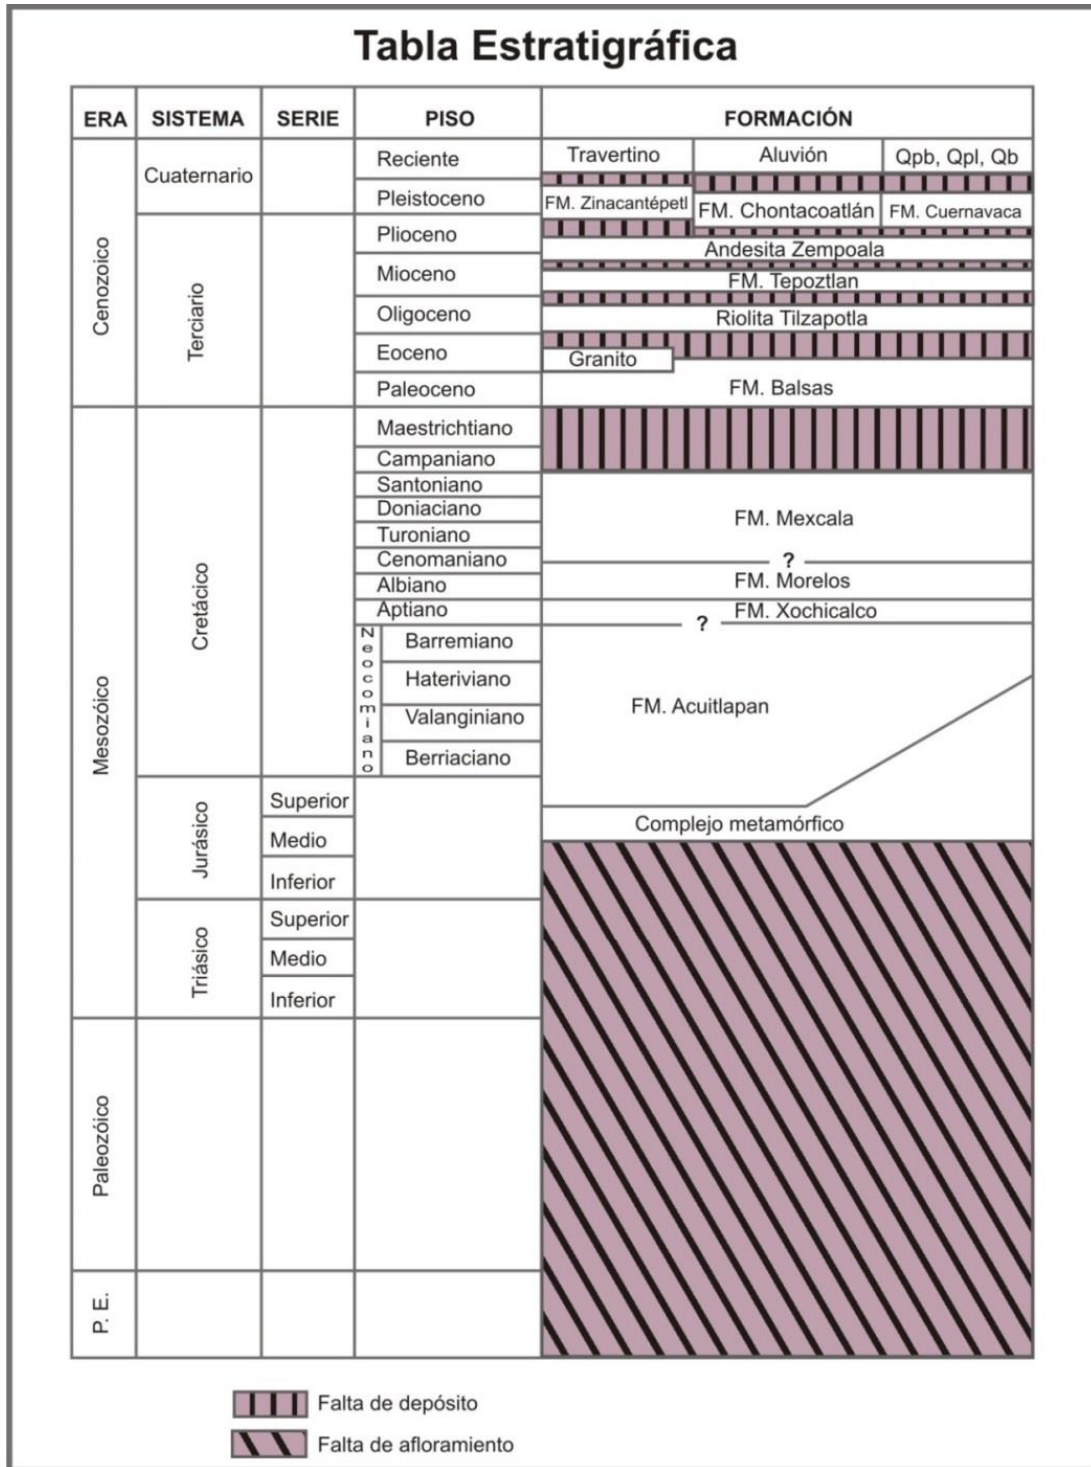 Tabla Estratigráfica
ERA SISTEMA SERIE PISO FORMACIÓN
Cenozoico
Cuaternario
Terciario
Reciente
Pleistoceno
Plioceno
Mioceno
Oligoceno
Eoceno
Paleoceno
Travertino Aluvión Qpb, Qpl, Qb
FM. Zinacantépetl FM. Chontacoatlán FM. Cuernavaca
Andesita Zempoala
FM. Tepoztlan
Riolita Tilzapotla
Granito
FM. Balsas
Mesozóico
Cretácico
Maestrichtiano
Campaniano
Santoniano
Doniaciano
Turoniano
Cenomaniano
Albiano
Aptiano
Neocomiano
Barremiano
Hateriviano
Valanginiano
Berriaciano
FM. Mexcala
?
FM. Morelos
FM. Xochicalco
?
FM. Acuitlapan
Complejo metamórfico
Jurásico
Superior
Medio
Inferior
Triásico
Superior
Medio
Inferior
Paleozóico
P. E.
Falta de depósito
Falta de afloramiento